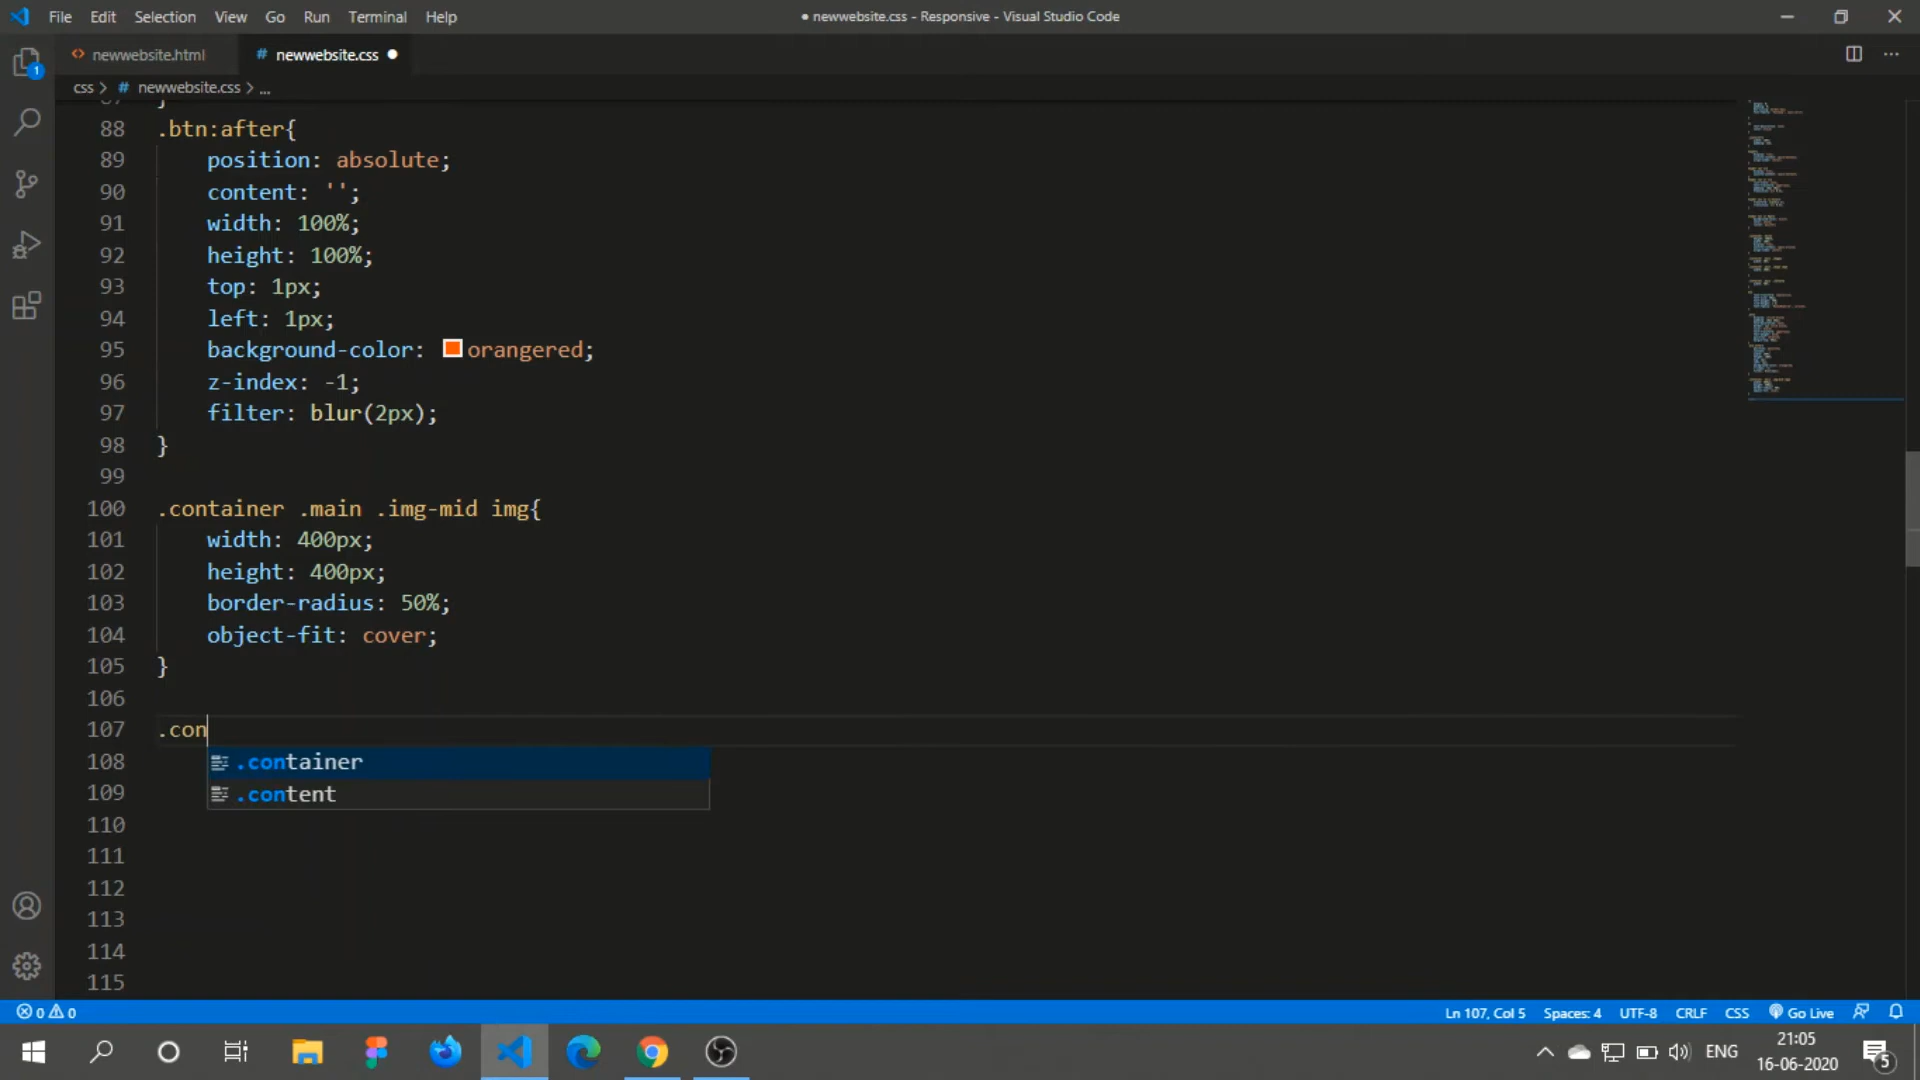 File Edit Selection View Go Run Terminal Help
● newwebsite.css - Responsive - Visual Studio Code
newwebsite.html
# newwebsite.css ●
css > # newwebsite.css > ...
88 .btn:after{
89 position: absolute;
90 content: '';
91 width: 100%;
92 height: 100%;
93 top: 1px;
94 left: 1px;
95 background-color: orangered;
96 z-index: -1;
97 filter: blur(2px);
98 }
99
100 .container .main .img-mid img{
101 width: 400px;
102 height: 400px;
103 border-radius: 50%;
104 object-fit: cover;
105 }
106
107 .con
108 .container
109 .content
110
111
112
113
114
115
0 0
Ln 107, Col 5 Spaces: 4 UTF-8 CRLF CSS Go Live
ENG
21:05
16-06-2020
5
1